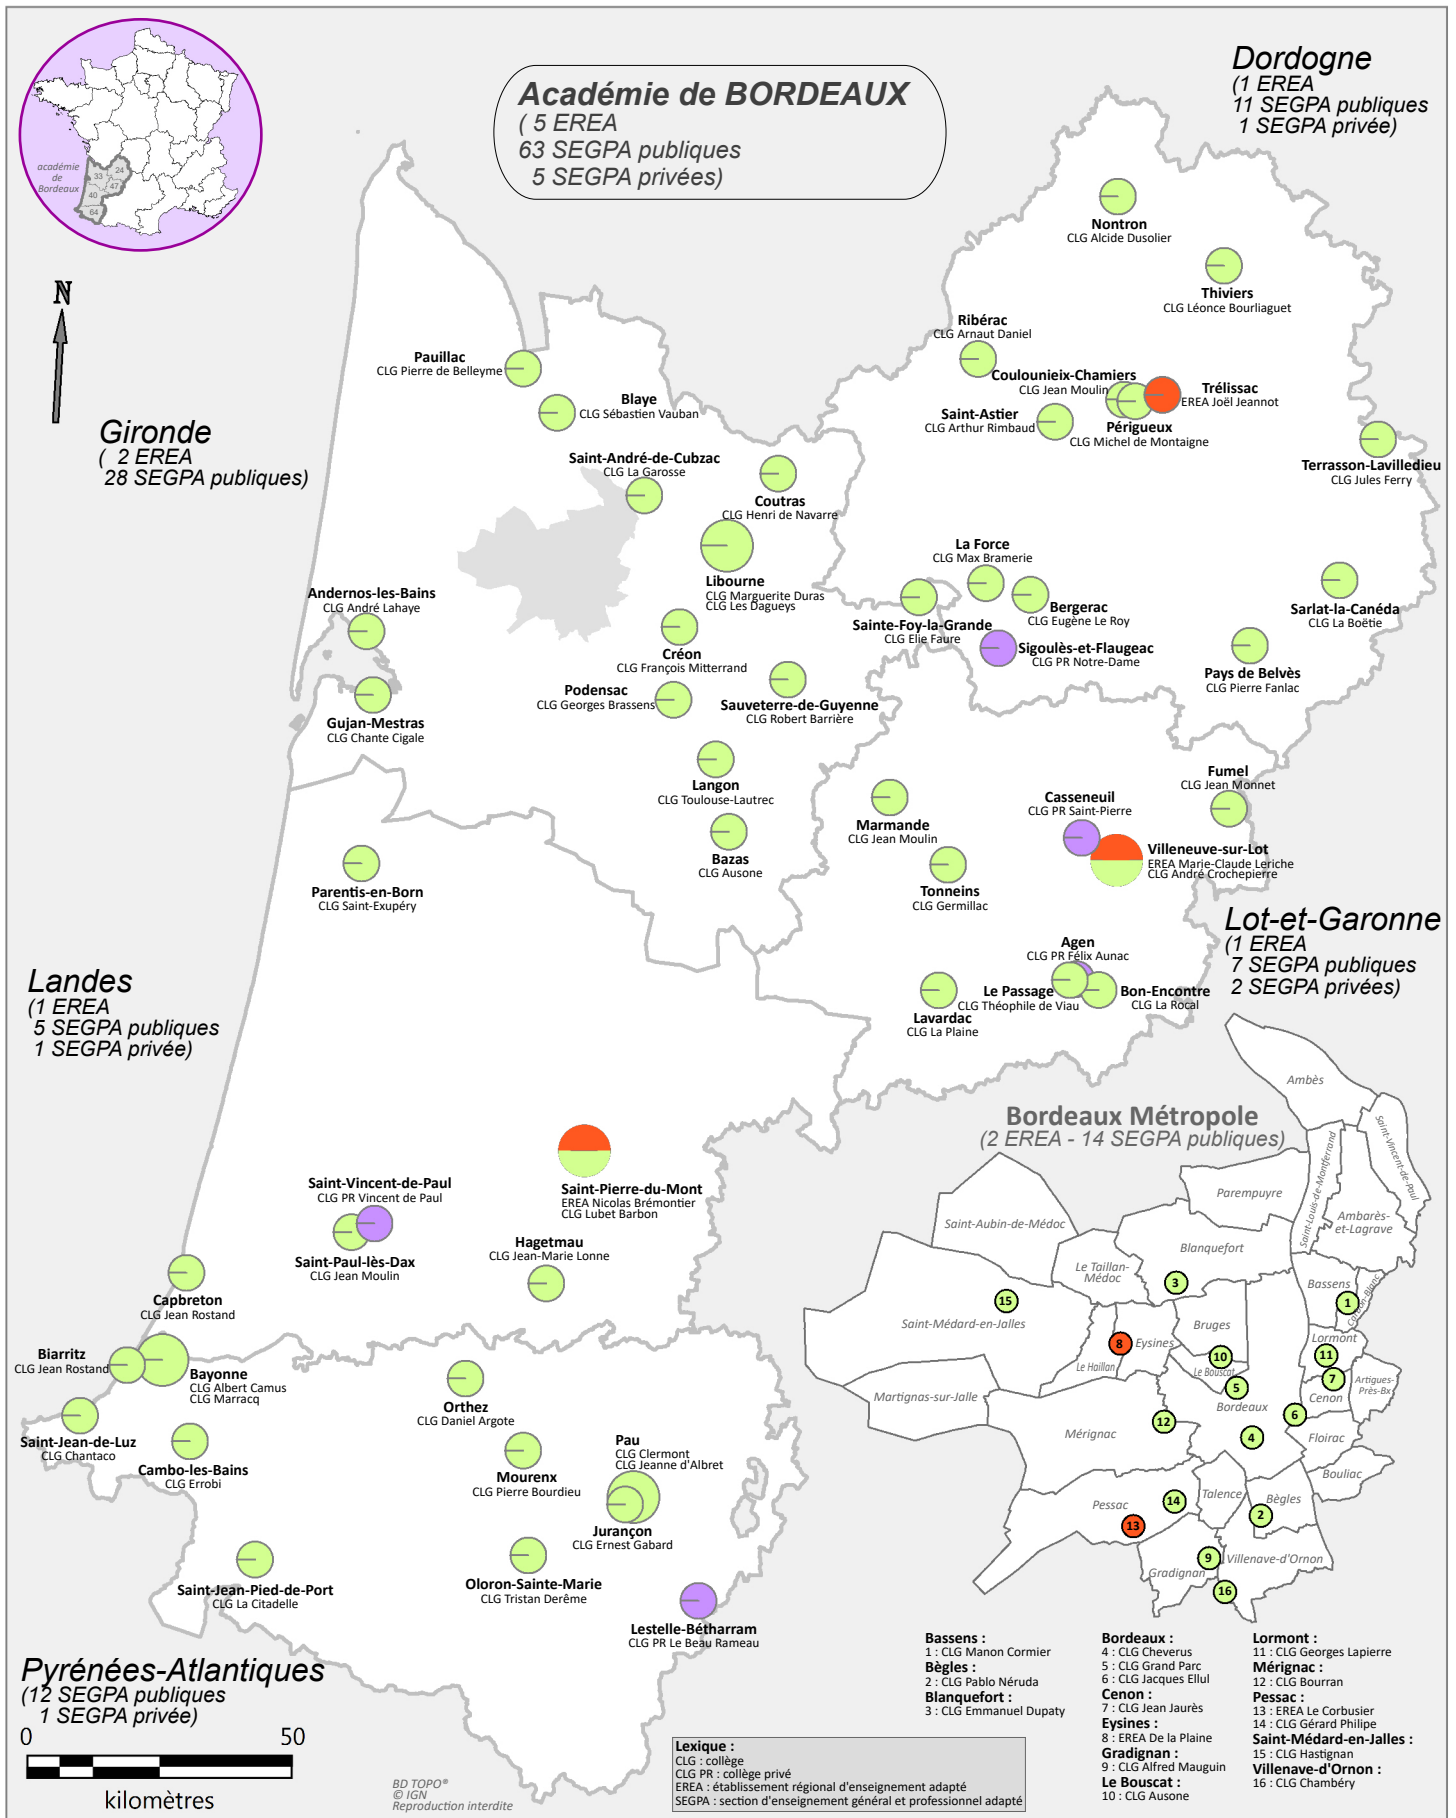 Académie de BORDEAUX
( 5 EREA
63 SEGPA publiques
5 SEGPA privées)
académie
de
Bordeaux
33
24
47
40
64
N
Dordogne
(1 EREA
11 SEGPA publiques
1 SEGPA privée)
Nontron
CLG Alcide Dusolier
Thiviers
CLG Léonce Bourliaguet
Ribérac
CLG Arnaut Daniel
Coulounieix-Chamiers
CLG Jean Moulin
Trélissac
EREA Joël Jeannot
Saint-Astier
CLG Arthur Rimbaud
Périgueux
CLG Michel de Montaigne
Terrasson-Lavilledieu
CLG Jules Ferry
La Force
CLG Max Bramerie
Bergerac
CLG Eugène Le Roy
Sarlat-la-Canéda
CLG La Boëtie
Sigoulès-et-Flaugeac
CLG PR Notre-Dame
Pays de Belvès
CLG Pierre Fanlac
Gironde
( 2 EREA
28 SEGPA publiques)
Pauillac
CLG Pierre de Belleyme
Blaye
CLG Sébastien Vauban
Saint-André-de-Cubzac
CLG La Garosse
Coutras
CLG Henri de Navarre
Libourne
CLG Marguerite Duras
CLG Les Dagueys
Andernos-les-Bains
CLG André Lahaye
Sainte-Foy-la-Grande
CLG Elie Faure
Créon
CLG François Mitterrand
Podensac
CLG Georges Brassens
Sauveterre-de-Guyenne
CLG Robert Barrière
Gujan-Mestras
CLG Chante Cigale
Langon
CLG Toulouse-Lautrec
Bazas
CLG Ausone
Fumel
CLG Jean Monnet
Casseneuil
CLG PR Saint-Pierre
Marmande
CLG Jean Moulin
Villeneuve-sur-Lot
EREA Marie-Claude Leriche
CLG André Crochepierre
Tonneins
CLG Germillac
Lot-et-Garonne
(1 EREA
7 SEGPA publiques
2 SEGPA privées)
Agen
CLG PR Félix Aunac
Le Passage
CLG Théophile de Viau
Bon-Encontre
CLG La Rocal
Lavardac
CLG La Plaine
Landes
(1 EREA
5 SEGPA publiques
1 SEGPA privée)
Parentis-en-Born
CLG Saint-Exupéry
Saint-Vincent-de-Paul
CLG PR Vincent de Paul
Saint-Pierre-du-Mont
EREA Nicolas Brémontier
CLG Lubet Barbon
Saint-Paul-lès-Dax
CLG Jean Moulin
Hagetmau
CLG Jean-Marie Lonne
Capbreton
CLG Jean Rostand
Biarritz
CLG Jean Rostand
Bayonne
CLG Albert Camus
CLG Marracq
Orthez
CLG Daniel Argote
Saint-Jean-de-Luz
CLG Chantaco
Cambo-les-Bains
CLG Errobi
Mourenx
CLG Pierre Bourdieu
Pau
CLG Clermont
CLG Jeanne d'Albret
Jurançon
CLG Ernest Gabard
Saint-Jean-Pied-de-Port
CLG La Citadelle
Oloron-Sainte-Marie
CLG Tristan Derême
Lestelle-Bétharram
CLG PR Le Beau Rameau
Pyrénées-Atlantiques
(12 SEGPA publiques
1 SEGPA privée)
0 50
kilomètres
BD TOPO®
© IGN
Reproduction interdite
Bordeaux Métropole
(2 EREA - 14 SEGPA publiques)
Ambès
Saint-Vincent-de-Paul
Saint-Louis-de-Montferrand
Parempuyre
Ambarès-
et-Lagrave
Saint-Aubin-de-Médoc
Blanquefort
Le Taillan-
Médoc
3
Bassens
1
Carbon-Blanc
15
Saint-Médard-en-Jalles
Bruges
Lormont
8
Eysines
Le Haillan
10
11
Le Bouscat
5
7
Artigues-
Près-Bx
Martignas-sur-Jalle
Cenon
Bordeaux
6
12
Mérignac
4
Floirac
Bouliac
Pessac
14
Talence
Bègles
2
13
9
Villenave-d'Ornon
Gradignan
16
Bassens :
1 : CLG Manon Cormier
Bègles :
2 : CLG Pablo Néruda
Blanquefort :
3 : CLG Emmanuel Dupaty
Bordeaux :
4 : CLG Cheverus
5 : CLG Grand Parc
6 : CLG Jacques Ellul
Cenon :
7 : CLG Jean Jaurès
Eysines :
8 : EREA De la Plaine
Gradignan :
9 : CLG Alfred Mauguin
Le Bouscat :
10 : CLG Ausone
Lormont :
11 : CLG Georges Lapierre
Mérignac :
12 : CLG Bourran
Pessac :
13 : EREA Le Corbusier
14 : CLG Gérard Philipe
Saint-Médard-en-Jalles :
15 : CLG Hastignan
Villenave-d'Ornon :
16 : CLG Chambéry
Lexique :
CLG : collège
CLG PR : collège privé
EREA : établissement régional d'enseignement adapté
SEGPA : section d'enseignement général et professionnel adapté